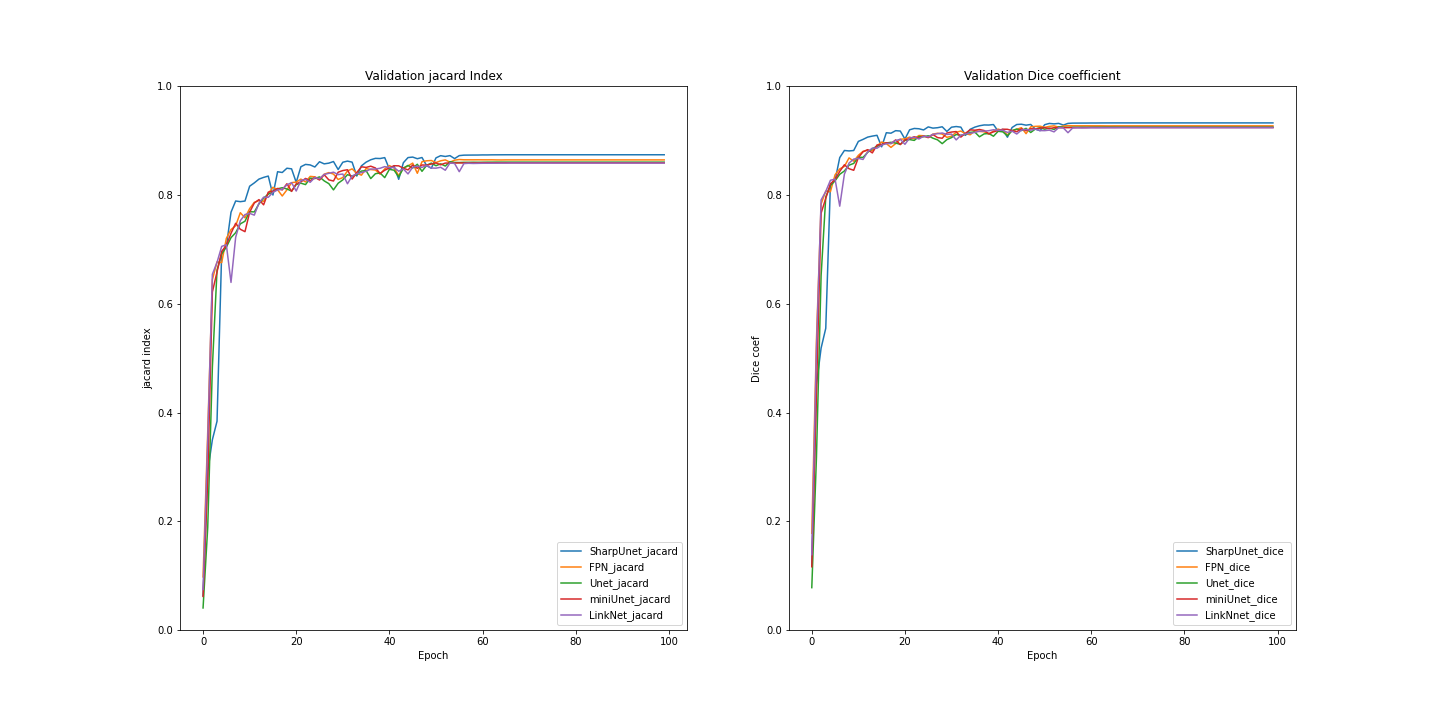 Validation jacard Index
1.0
0.8
0.6
0.4
0.2
0.0
jacard index
0 20 40 60 80 100
Epoch
SharpUnet_jacard
FPN_jacard
Unet_jacard
miniUnet_jacard
LinkNet_jacard
Validation Dice coefficient
1.0
0.8
0.6
0.4
0.2
0.0
Dice coef
0 20 40 60 80 100
Epoch
SharpUnet_dice
FPN_dice
Unet_dice
miniUnet_dice
LinkNnet_dice